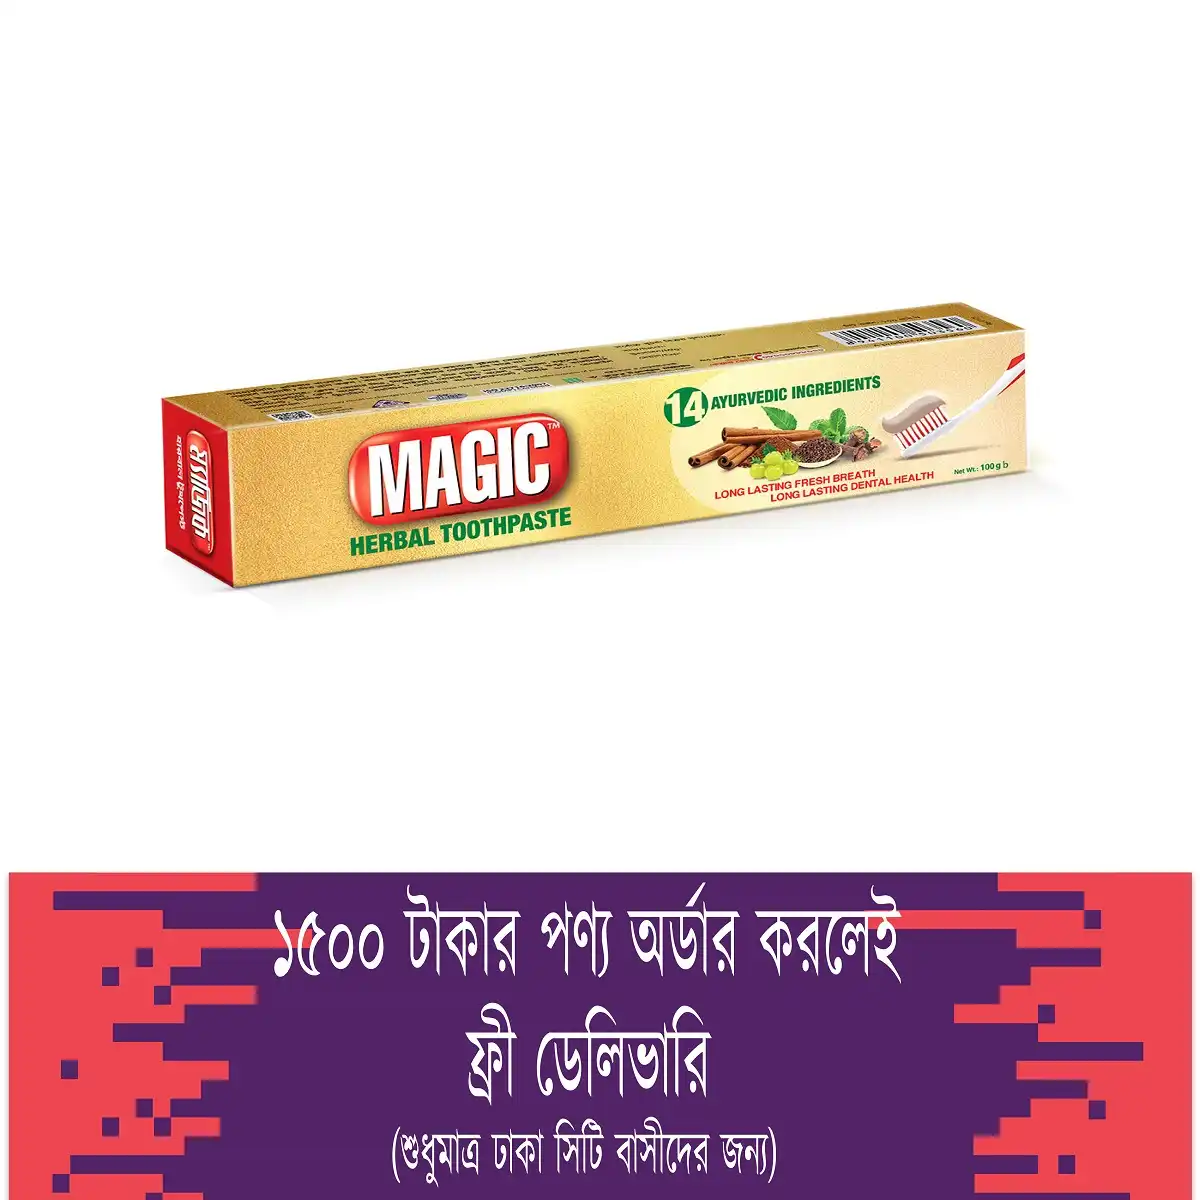 MAGIC™
HERBAL TOOTHPASTE
14 AYURVEDIC INGREDIENTS
LONG LASTING FRESH BREATH
LONG LASTING DENTAL HEALTH
Net Wt.: 100 g
ম্যাজিক
১৫০০ টাকার পণ্য অর্ডার করলেই
ফ্রী ডেলিভারি
(শুধুমাত্র ঢাকা সিটি বাসীদের জন্য)